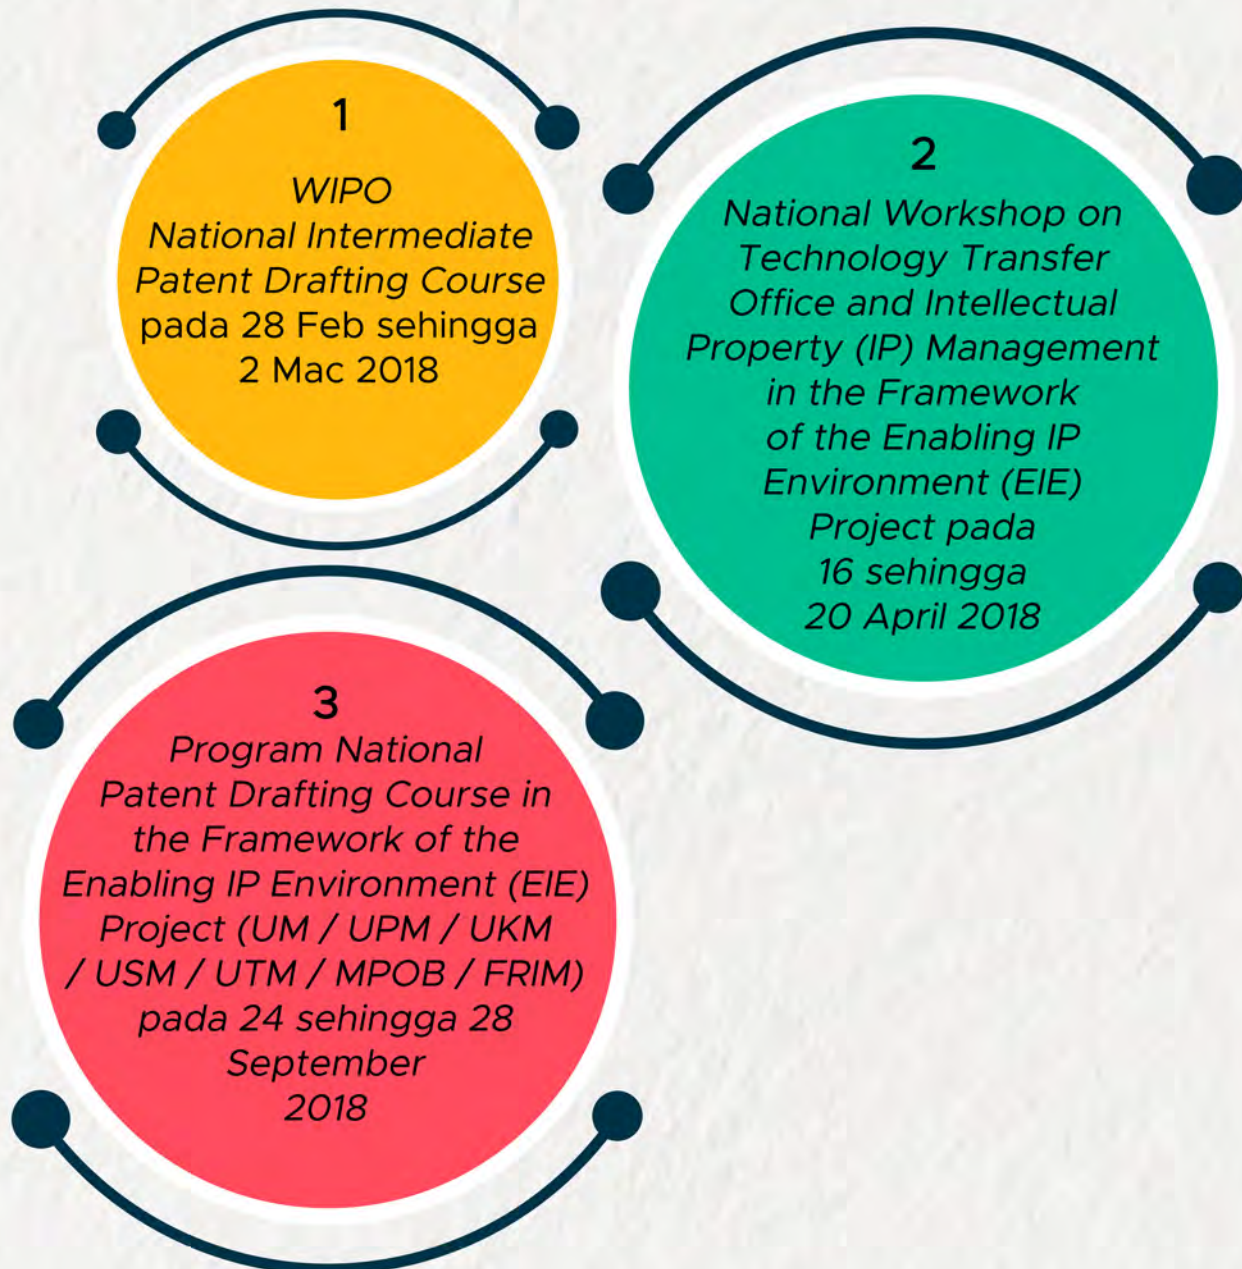 1
WIPO
National Intermediate
Patent Drafting Course
pada 28 Feb sehingga
2 Mac 2018
2
National Workshop on
Technology Transfer
Office and Intellectual
Property (IP) Management
in the Framework
of the Enabling IP
Environment (EIE)
Project pada
16 sehingga
20 April 2018
3
Program National
Patent Drafting Course in
the Framework of the
Enabling IP Environment (EIE)
Project (UM / UPM / UKM
/ USM / UTM / MPOB / FRIM)
pada 24 sehingga 28
September
2018